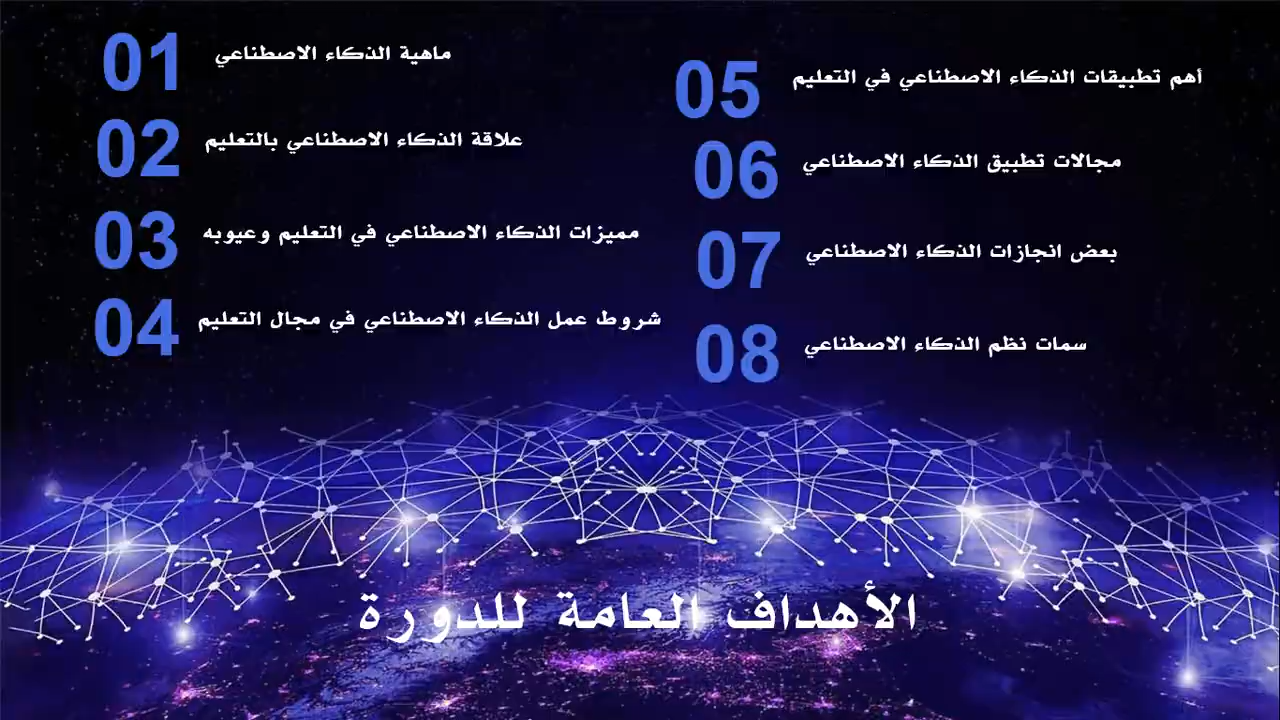 01
ماهية الذكاء الاصطناعي
02
علاقة الذكاء الاصطناعي بالتعليم
03
مميزات الذكاء الاصطناعي في التعليم وعيوبه
04
شروط عمل الذكاء الاصطناعي في مجال التعليم
05
أهم تطبيقات الذكاء الاصطناعي في التعليم
06
مجالات تطبيق الذكاء الاصطناعي
07
بعض انجازات الذكاء الاصطناعي
08
سمات نظم الذكاء الاصطناعي
الأهداف العامة للدورة